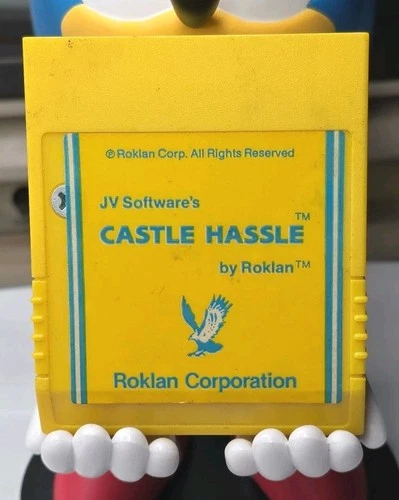 ℗ Roklan Corp. All Rights Reserved
JV Software's
CASTLE HASSLE™
by Roklan™
Roklan Corporation